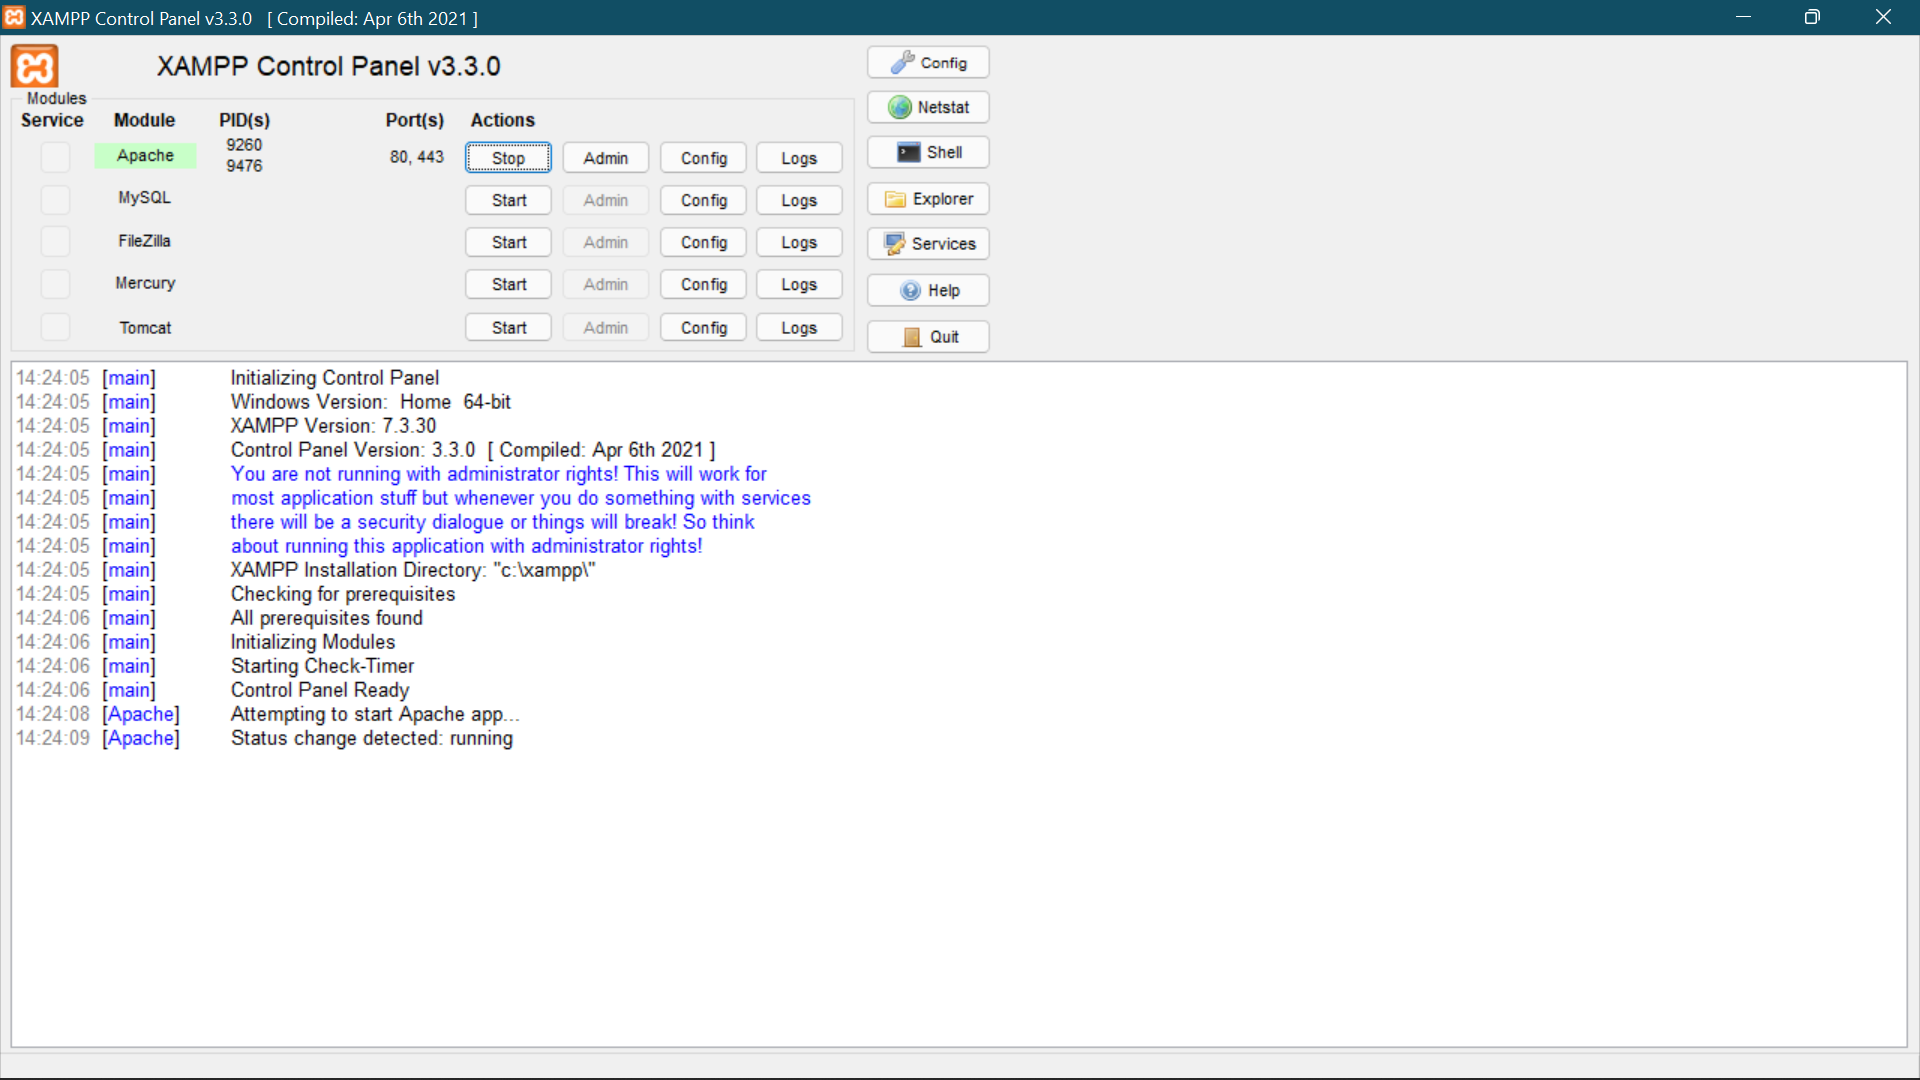 XAMPP Control Panel v3.3.0 [ Compiled: Apr 6th 2021 ]
XAMPP Control Panel v3.3.0
Config
Modules
Netstat
Service Module PID(s) Port(s) Actions
Apache 9260 9476 80, 443 Stop Admin Config Logs
Shell
MySQL Start Admin Config Logs
Explorer
FileZilla Start Admin Config Logs
Services
Mercury Start Admin Config Logs
Help
Tomcat Start Admin Config Logs
Quit
14:24:05 [main] Initializing Control Panel
14:24:05 [main] Windows Version: Home 64-bit
14:24:05 [main] XAMPP Version: 7.3.30
14:24:05 [main] Control Panel Version: 3.3.0 [ Compiled: Apr 6th 2021 ]
14:24:05 [main] You are not running with administrator rights! This will work for
14:24:05 [main] most application stuff but whenever you do something with services
14:24:05 [main] there will be a security dialogue or things will break! So think
14:24:05 [main] about running this application with administrator rights!
14:24:05 [main] XAMPP Installation Directory: "c:\xampp\"
14:24:05 [main] Checking for prerequisites
14:24:06 [main] All prerequisites found
14:24:06 [main] Initializing Modules
14:24:06 [main] Starting Check-Timer
14:24:06 [main] Control Panel Ready
14:24:08 [Apache] Attempting to start Apache app...
14:24:09 [Apache] Status change detected: running